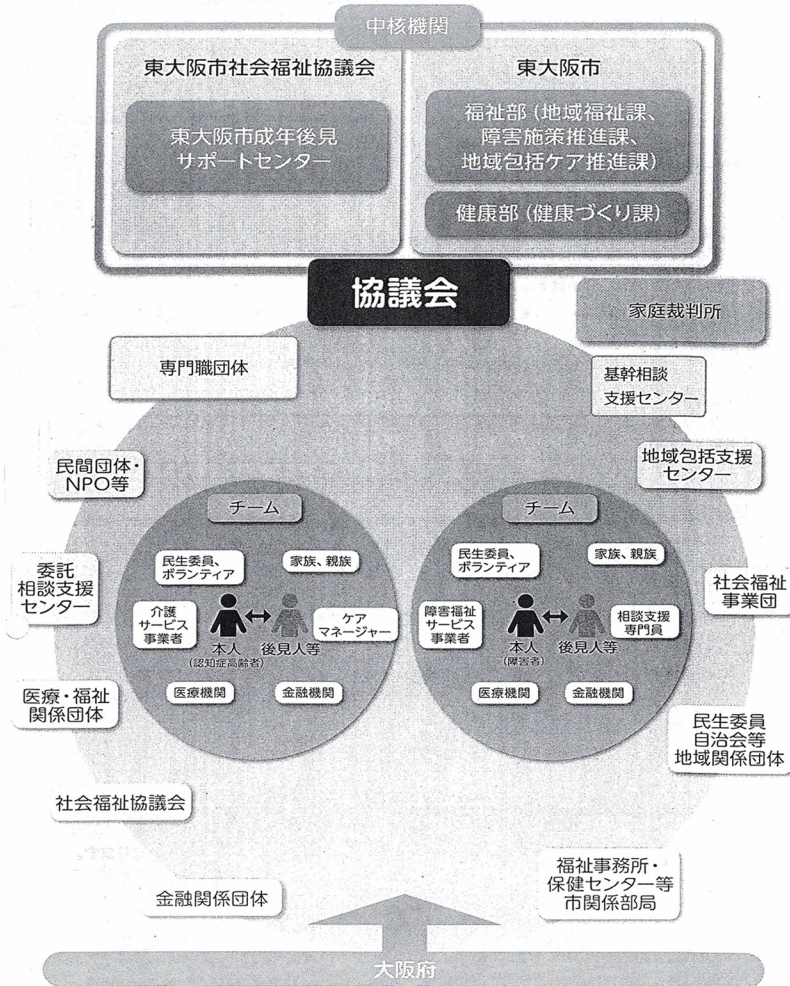 中核機関
東大阪市社会福祉協議会
東大阪市成年後見
サポートセンター
東大阪市
福祉部（地域福祉課、
障害施策推進課、
地域包括ケア推進課）
健康部（健康づくり課）
協議会
家庭裁判所
専門職団体
基幹相談
支援センター
民間団体・
NPO等
地域包括支援
センター
委託
相談支援
センター
社会福祉
事業団
医療・福祉
関係団体
民生委員
自治会等
地域関係団体
社会福祉協議会
金融関係団体
福祉事務所・
保健センター等
市関係部局
チーム
民生委員、
ボランティア
家族、親族
介護
サービス
事業者
本人
（認知症高齢者）
後見人等
ケア
マネージャー
医療機関
金融機関
チーム
民生委員、
ボランティア
家族、親族
障害福祉
サービス
事業者
本人
（障害者）
後見人等
相談支援
専門員
医療機関
金融機関
大阪府